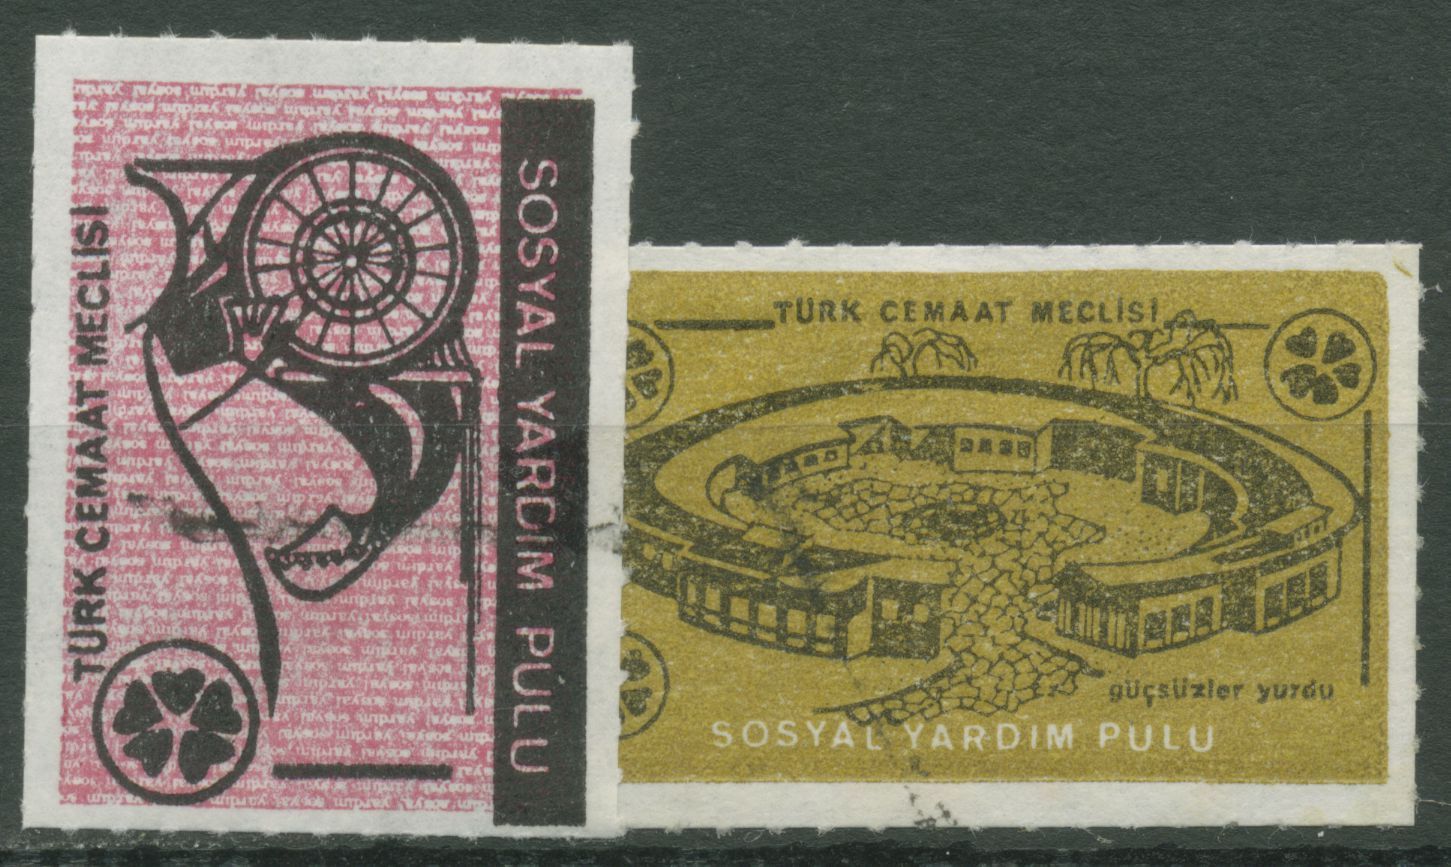 TÜRK CEMAAT MECLİSİ
SOSYAL YARDIM PULU
TÜRK CEMAAT MECLİSİ
güçsüzler yurdu
SOSYAL YARDIM PULU